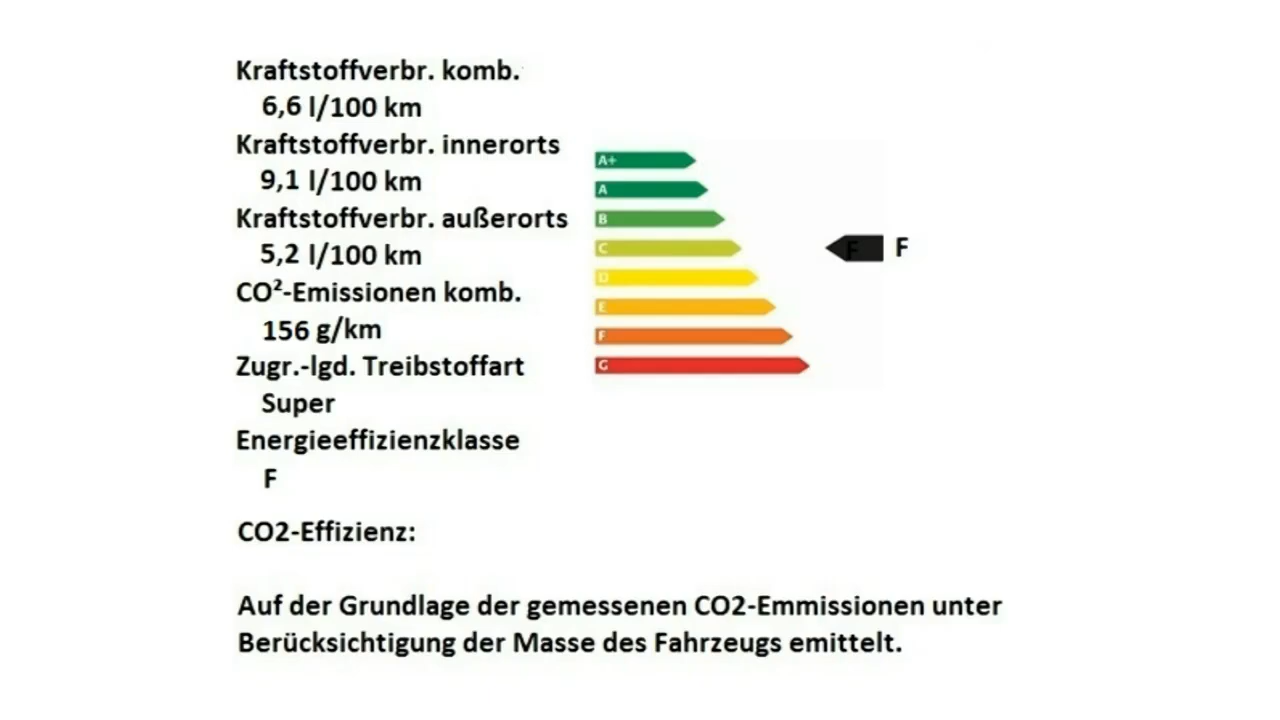 Kraftstoffverbr. komb.
6,6 l/100 km
Kraftstoffverbr. innerorts
9,1 l/100 km
Kraftstoffverbr. außerorts
5,2 l/100 km
CO²-Emissionen komb.
156 g/km
Zugr.-lgd. Treibstoffart
Super
Energieeffizienzklasse
F
A+
A
B
C
D
E
F
G
F F
CO2-Effizienz:
Auf der Grundlage der gemessenen CO2-Emmissionen unter
Berücksichtigung der Masse des Fahrzeugs emittelt.